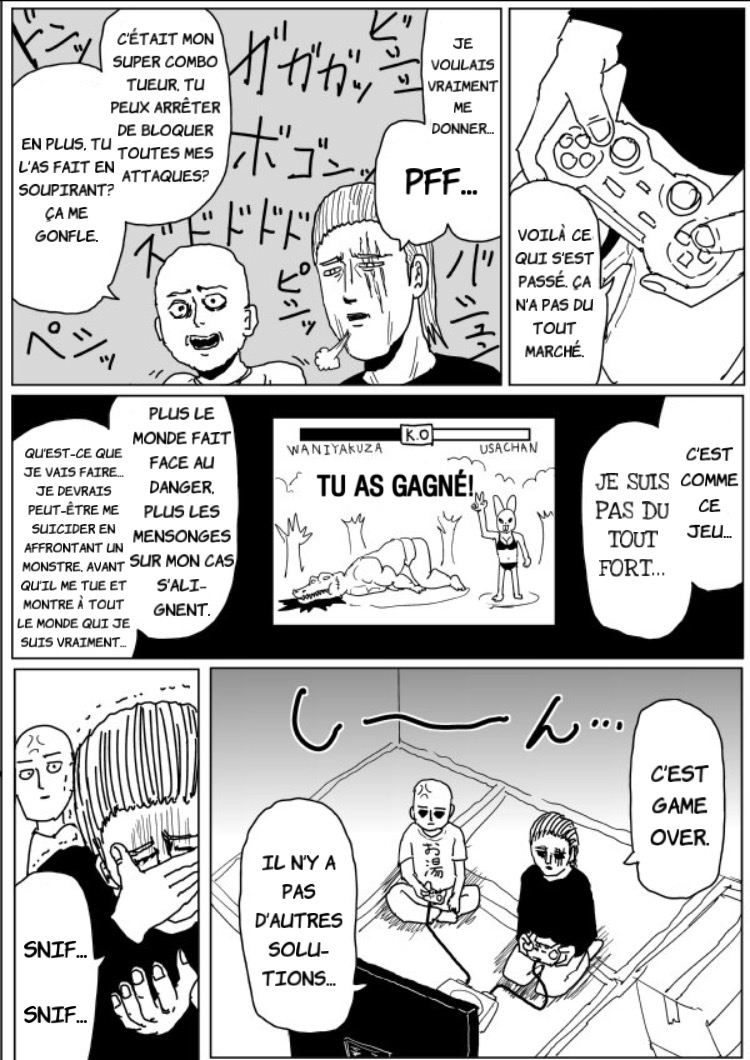 VOILÀ CE
QUI S'EST
PASSÉ. ÇA
N'A PAS DU
TOUT
MARCHÉ.
JE
VOULAIS
VRAIMENT
ME
DONNER...
PFF...
C'ÉTAIT MON
SUPER COMBO
TUEUR. TU
PEUX ARRÊTER
DE BLOQUER
TOUTES MES
ATTAQUES?
EN PLUS, TU
L'AS FAIT EN
SOUPIRANT?
ÇA ME
GONFLE.
ドンッ
ガガガッ
ボゴンッ
ズドドドド
ピシッ
バシュッ
ペシッ
C'EST
COMME
CE
JEU...
JE SUIS
PAS DU
TOUT
FORT...
K.O
WANIYAKUZA
USACHAN
TU AS GAGNÉ!
PLUS LE
MONDE FAIT
FACE AU
DANGER,
PLUS LES
MENSONGES
SUR MON CAS
S'ALI-
GNENT.
QU'EST-CE QUE
JE VAIS FAIRE...
JE DEVRAIS
PEUT-ÊTRE ME
SUICIDER EN
AFFRONTANT UN
MONSTRE. AVANT
QU'IL ME TUE ET
MONTRE À TOUT
LE MONDE QUI JE
SUIS VRAIMENT...
しーん…
C'EST
GAME
OVER.
お湯
IL N'Y A
PAS
D'AUTRES
SOLU-
TIONS...
SNIF...
SNIF...